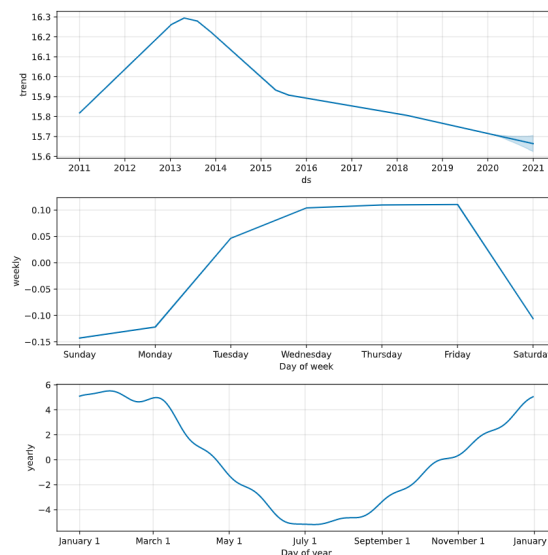 16.3
16.2
16.1
16.0
15.9
15.8
15.7
15.6
trend
2011 2012 2013 2014 2015 2016 2017 2018 2019 2020 2021
ds
0.10
0.05
0.00
−0.05
−0.10
−0.15
weekly
Sunday Monday Tuesday Wednesday Thursday Friday Saturda
Day of week
6
4
2
0
−2
−4
yearly
January 1 March 1 May 1 July 1 September 1 November 1 January
Day of year